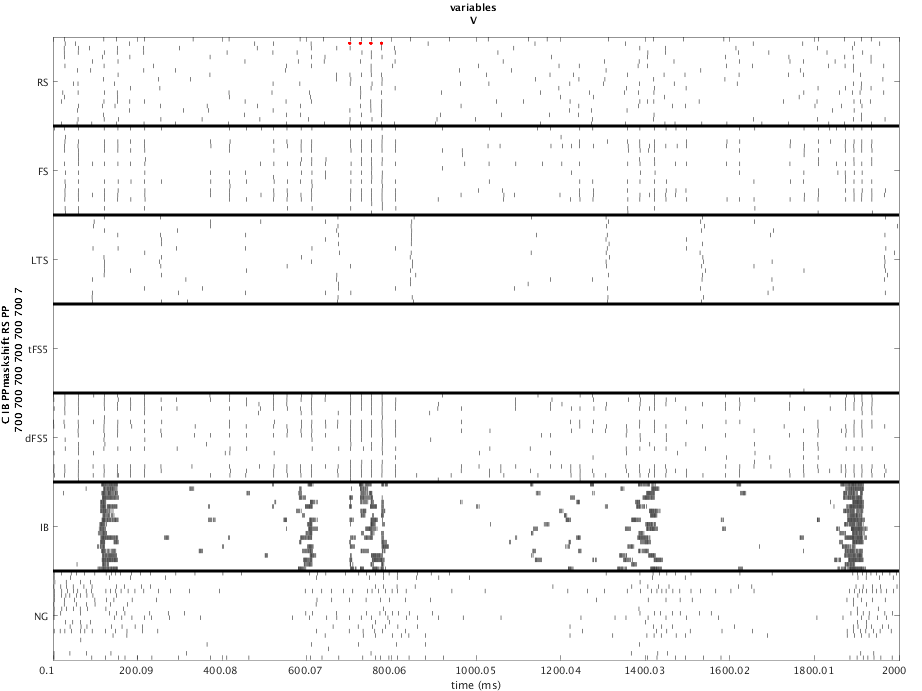 variables
V
RS
FS
LTS
tFS5
dFS5
IB
NG
C IB PPmaskshift RS PP
700 700 700 700 700 700 7
0.1 200.09 400.08 600.07 800.06 1000.05 1200.04 1400.03 1600.02 1800.01 2000
time (ms)